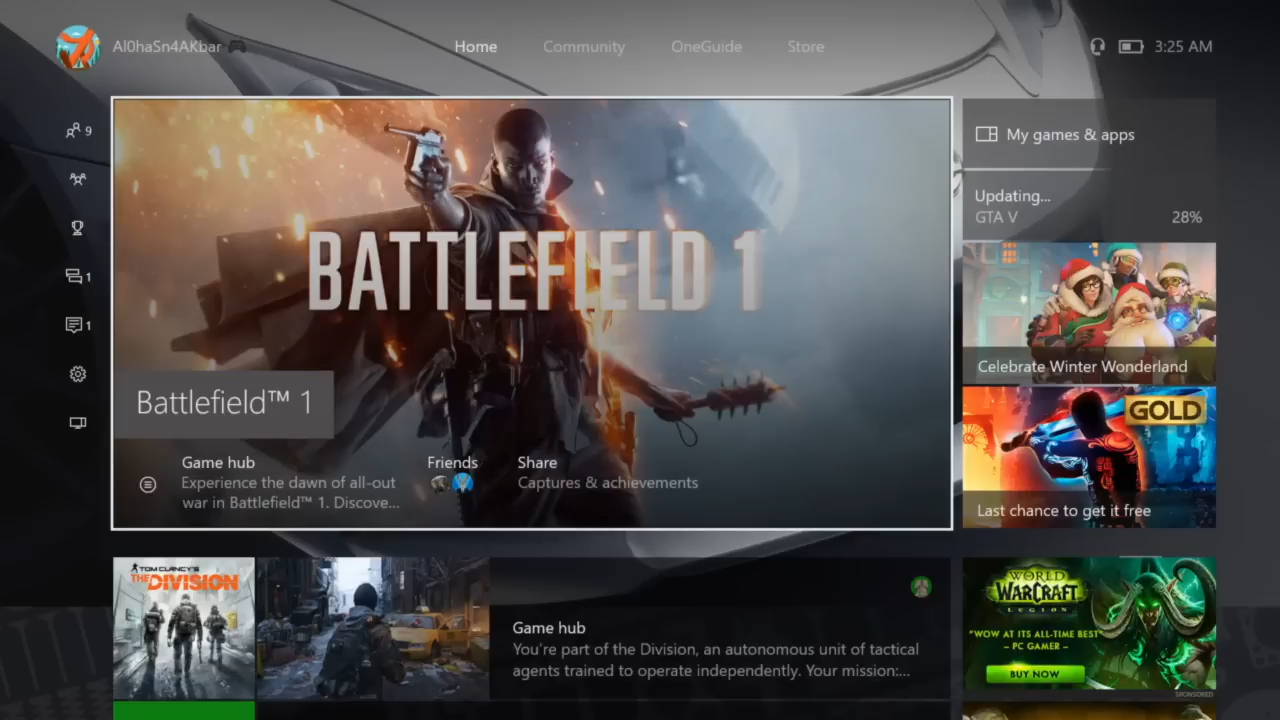 Al0haSn4AKbar
Home
Community
OneGuide
Store
3:25 AM
9
1
1
BATTLEFIELD 1
Battlefield™ 1
Game hub
Experience the dawn of all-out
war in Battlefield™ 1. Discove...
Friends
Share
Captures & achievements
My games & apps
Updating...
GTA V
28%
Celebrate Winter Wonderland
GOLD
Last chance to get it free
TOM CLANCY'S
THE DIVISION
Game hub
You're part of the Division, an autonomous unit of tactical
agents trained to operate independently. Your mission:...
WORLD
OF
WARCRAFT
LEGION
"WOW AT ITS ALL-TIME BEST"
– PC GAMER –
BUY NOW
SPONSORED